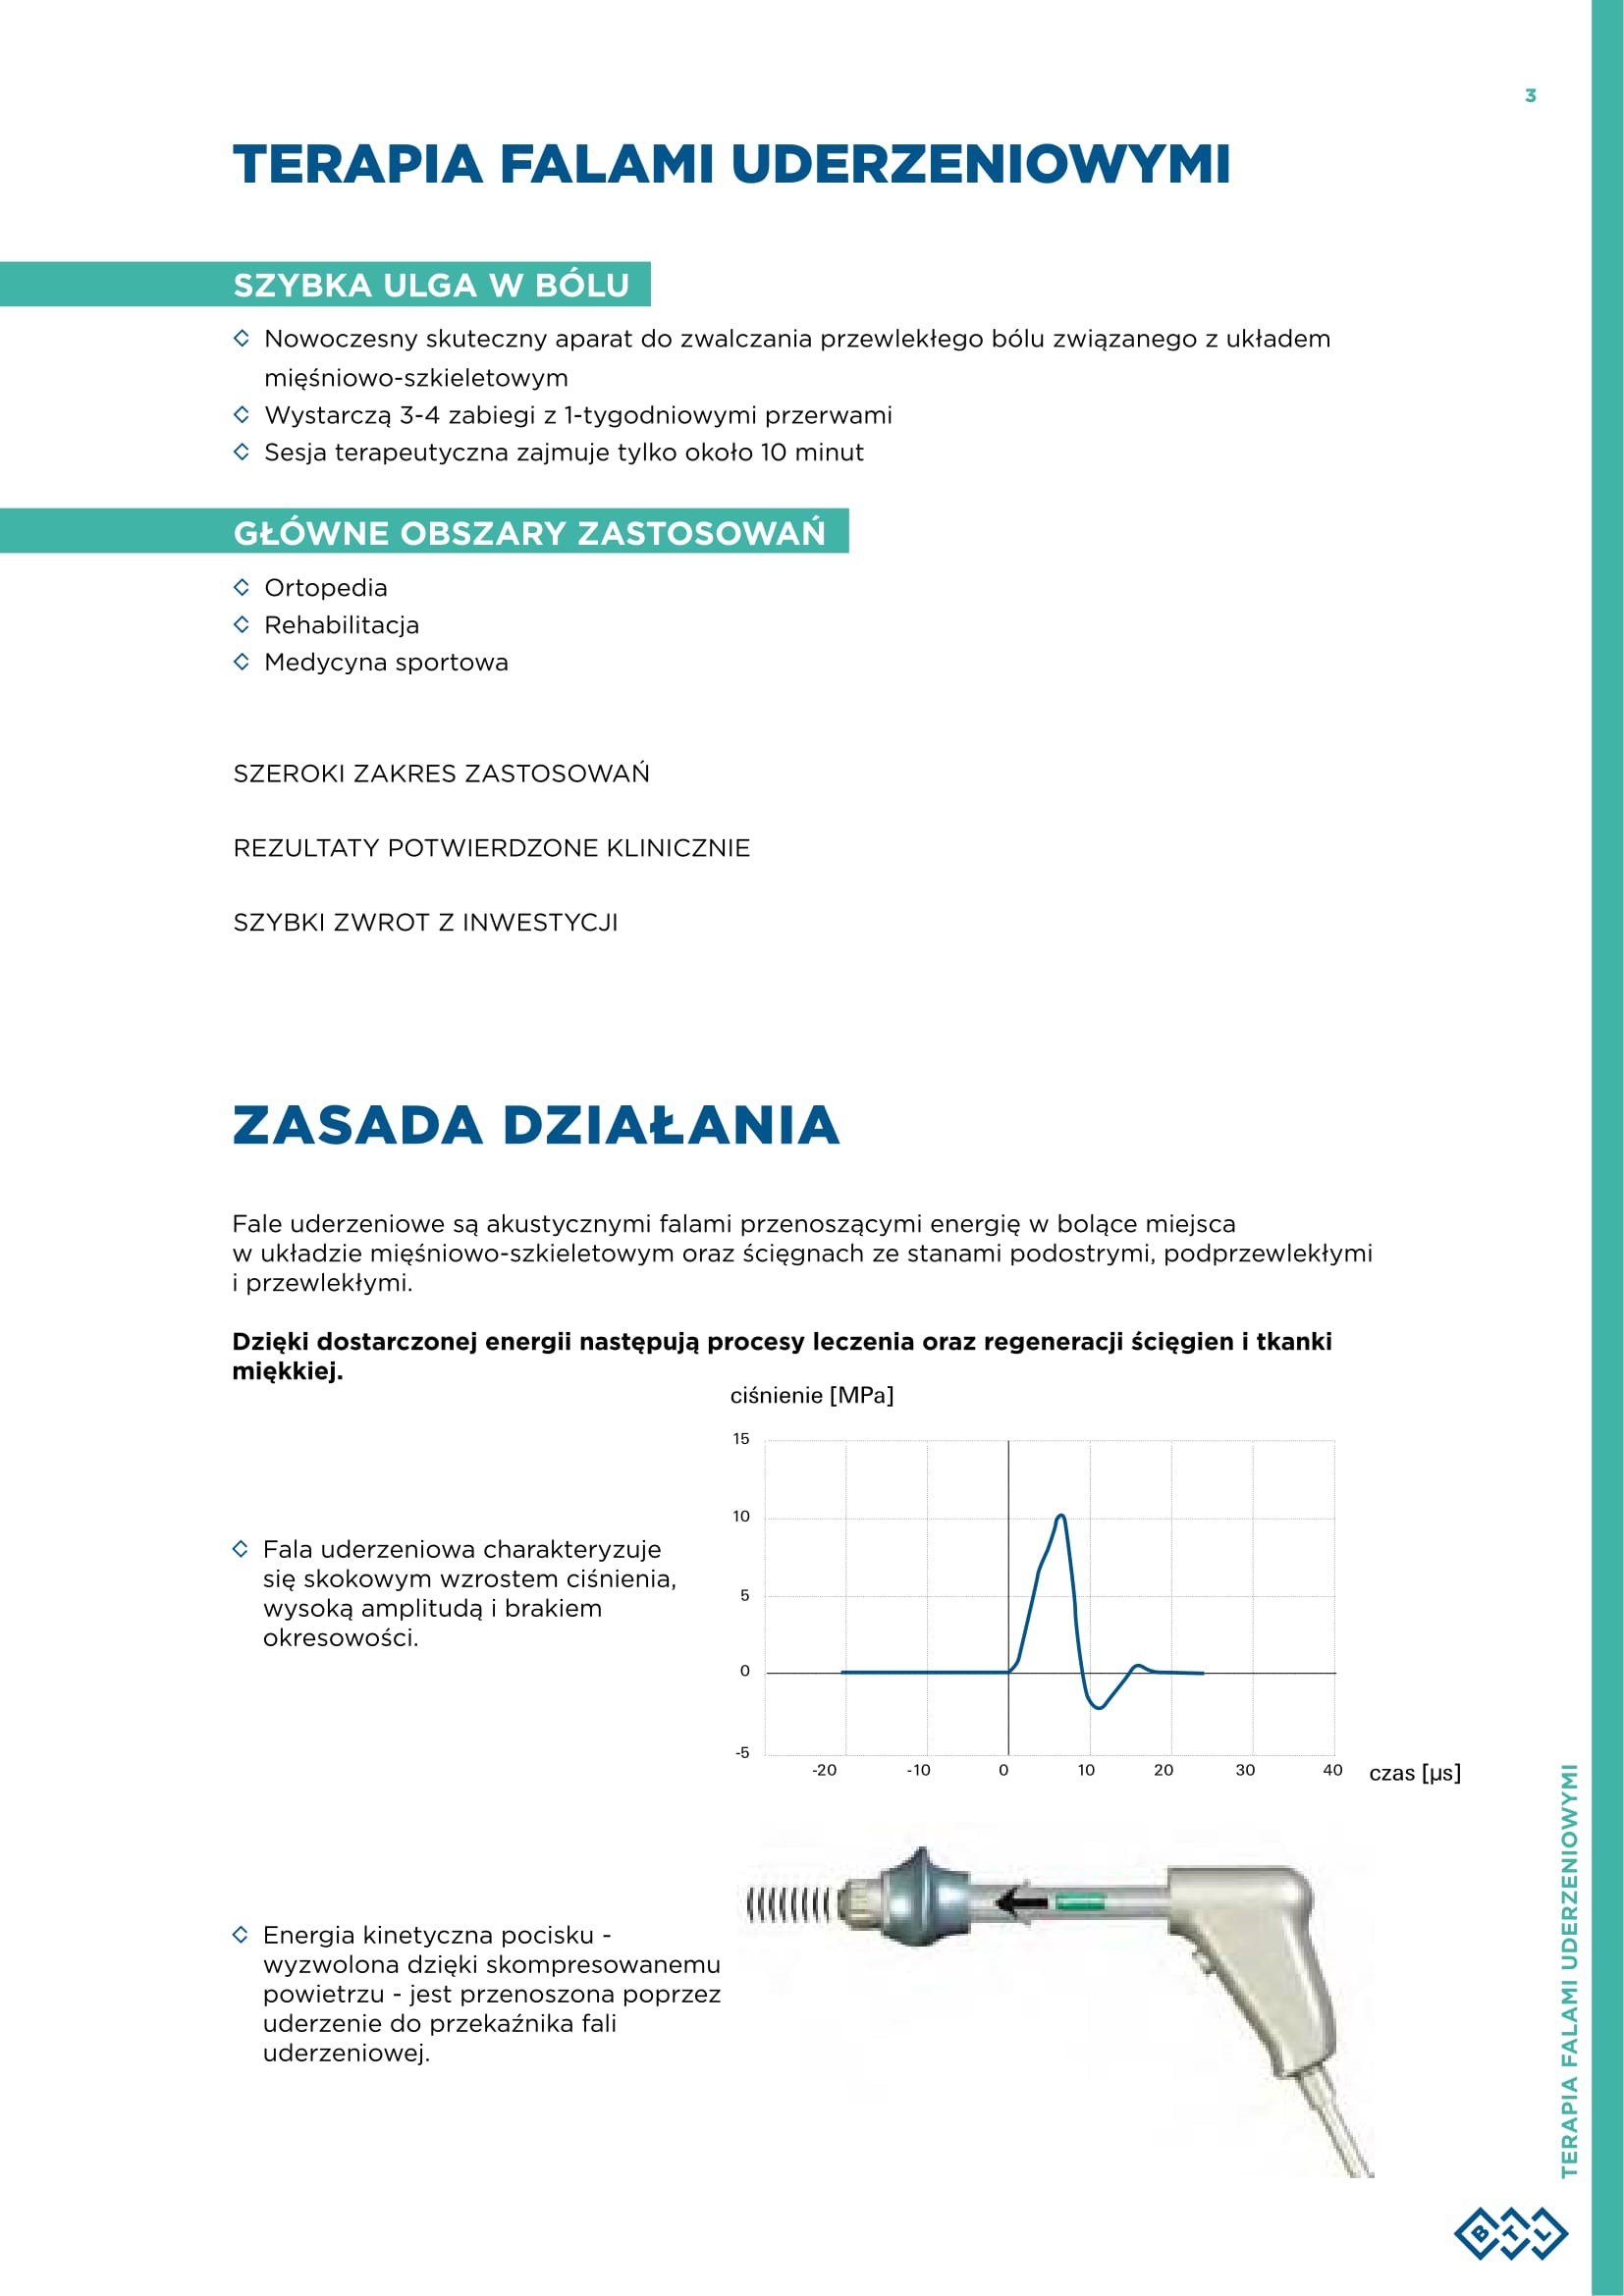 3
TERAPIA FALAMI UDERZENIOWYMI
SZYBKA ULGA W BÓLU
Nowoczesny skuteczny aparat do zwalczania przewlekłego bólu związanego z układem
mięśniowo-szkieletowym
Wystarczą 3-4 zabiegi z 1-tygodniowymi przerwami
Sesja terapeutyczna zajmuje tylko około 10 minut
GŁÓWNE OBSZARY ZASTOSOWAŃ
Ortopedia
Rehabilitacja
Medycyna sportowa
SZEROKI ZAKRES ZASTOSOWAŃ
REZULTATY POTWIERDZONE KLINICZNIE
SZYBKI ZWROT Z INWESTYCJI
ZASADA DZIAŁANIA
Fale uderzeniowe są akustycznymi falami przenoszącymi energię w bolące miejsca
w układzie mięśniowo-szkieletowym oraz ścięgnach ze stanami podostrymi, podprzewlekłymi
i przewlekłymi.
Dzięki dostarczonej energii następują procesy leczenia oraz regeneracji ścięgien i tkanki
miękkiej.
ciśnienie [MPa]
15
10
5
0
-5
-20 -10 0 10 20 30 40 czas [µs]
Fala uderzeniowa charakteryzuje
się skokowym wzrostem ciśnienia,
wysoką amplitudą i brakiem
okresowości.
Energia kinetyczna pocisku -
wyzwolona dzięki skompresowanemu
powietrzu - jest przenoszona poprzez
uderzenie do przekaźnika fali
uderzeniowej.
TERAPIA FALAMI UDERZENIOWYMI
BTL